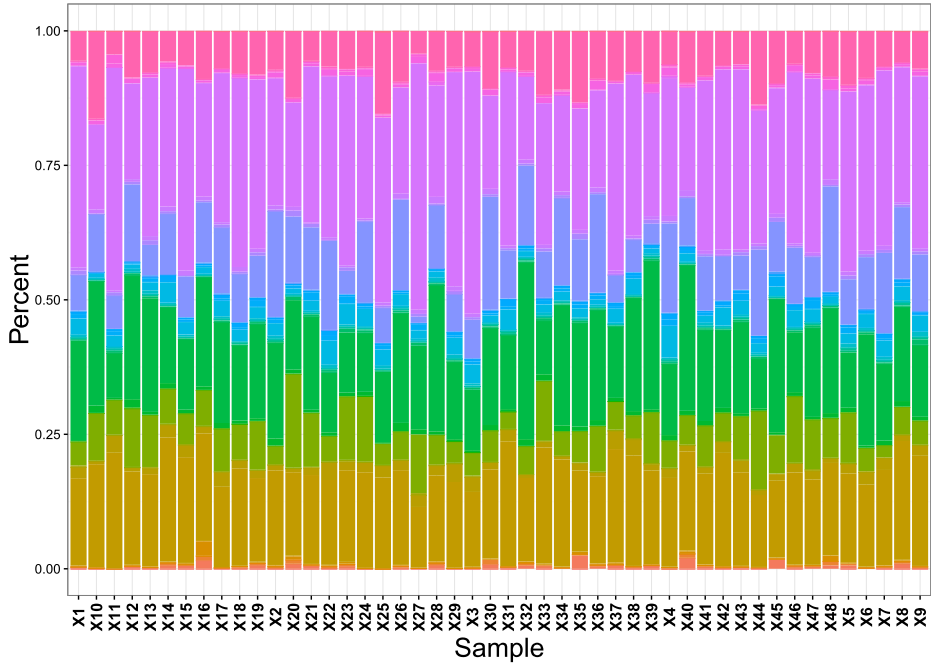 1.00
0.75
0.50
0.25
0.00
Percent
X1 X10 X11 X12 X13 X14 X15 X16 X17 X18 X19 X2 X20 X21 X22 X23 X24 X25 X26 X27 X28 X29 X3 X30 X31 X32 X33 X34 X35 X36 X37 X38 X39 X4 X40 X41 X42 X43 X44 X45 X46 X47 X48 X5 X6 X7 X8 X9
Sample